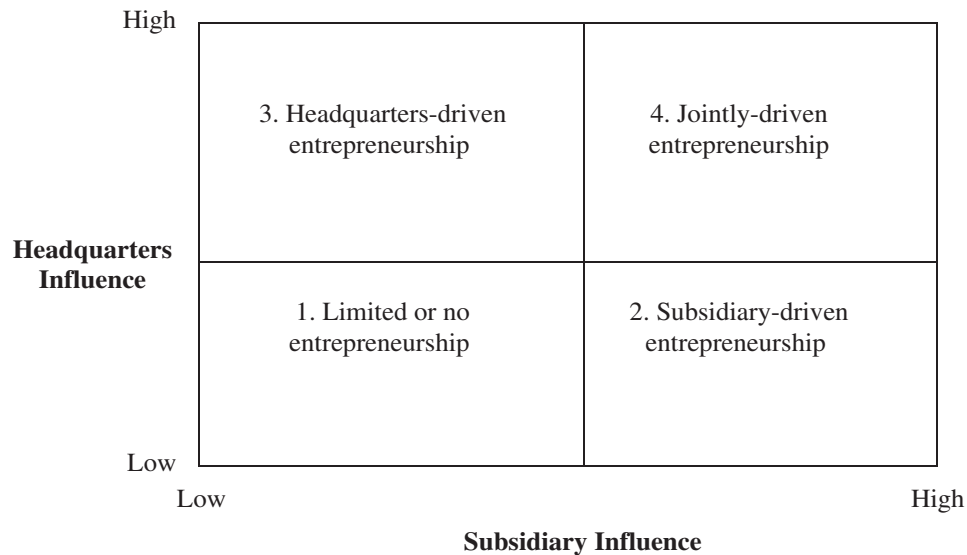 High
3. Headquarters-driven
entrepreneurship
4. Jointly-driven
entrepreneurship
Headquarters
Influence
1. Limited or no
entrepreneurship
2. Subsidiary-driven
entrepreneurship
Low
Low
High
Subsidiary Influence